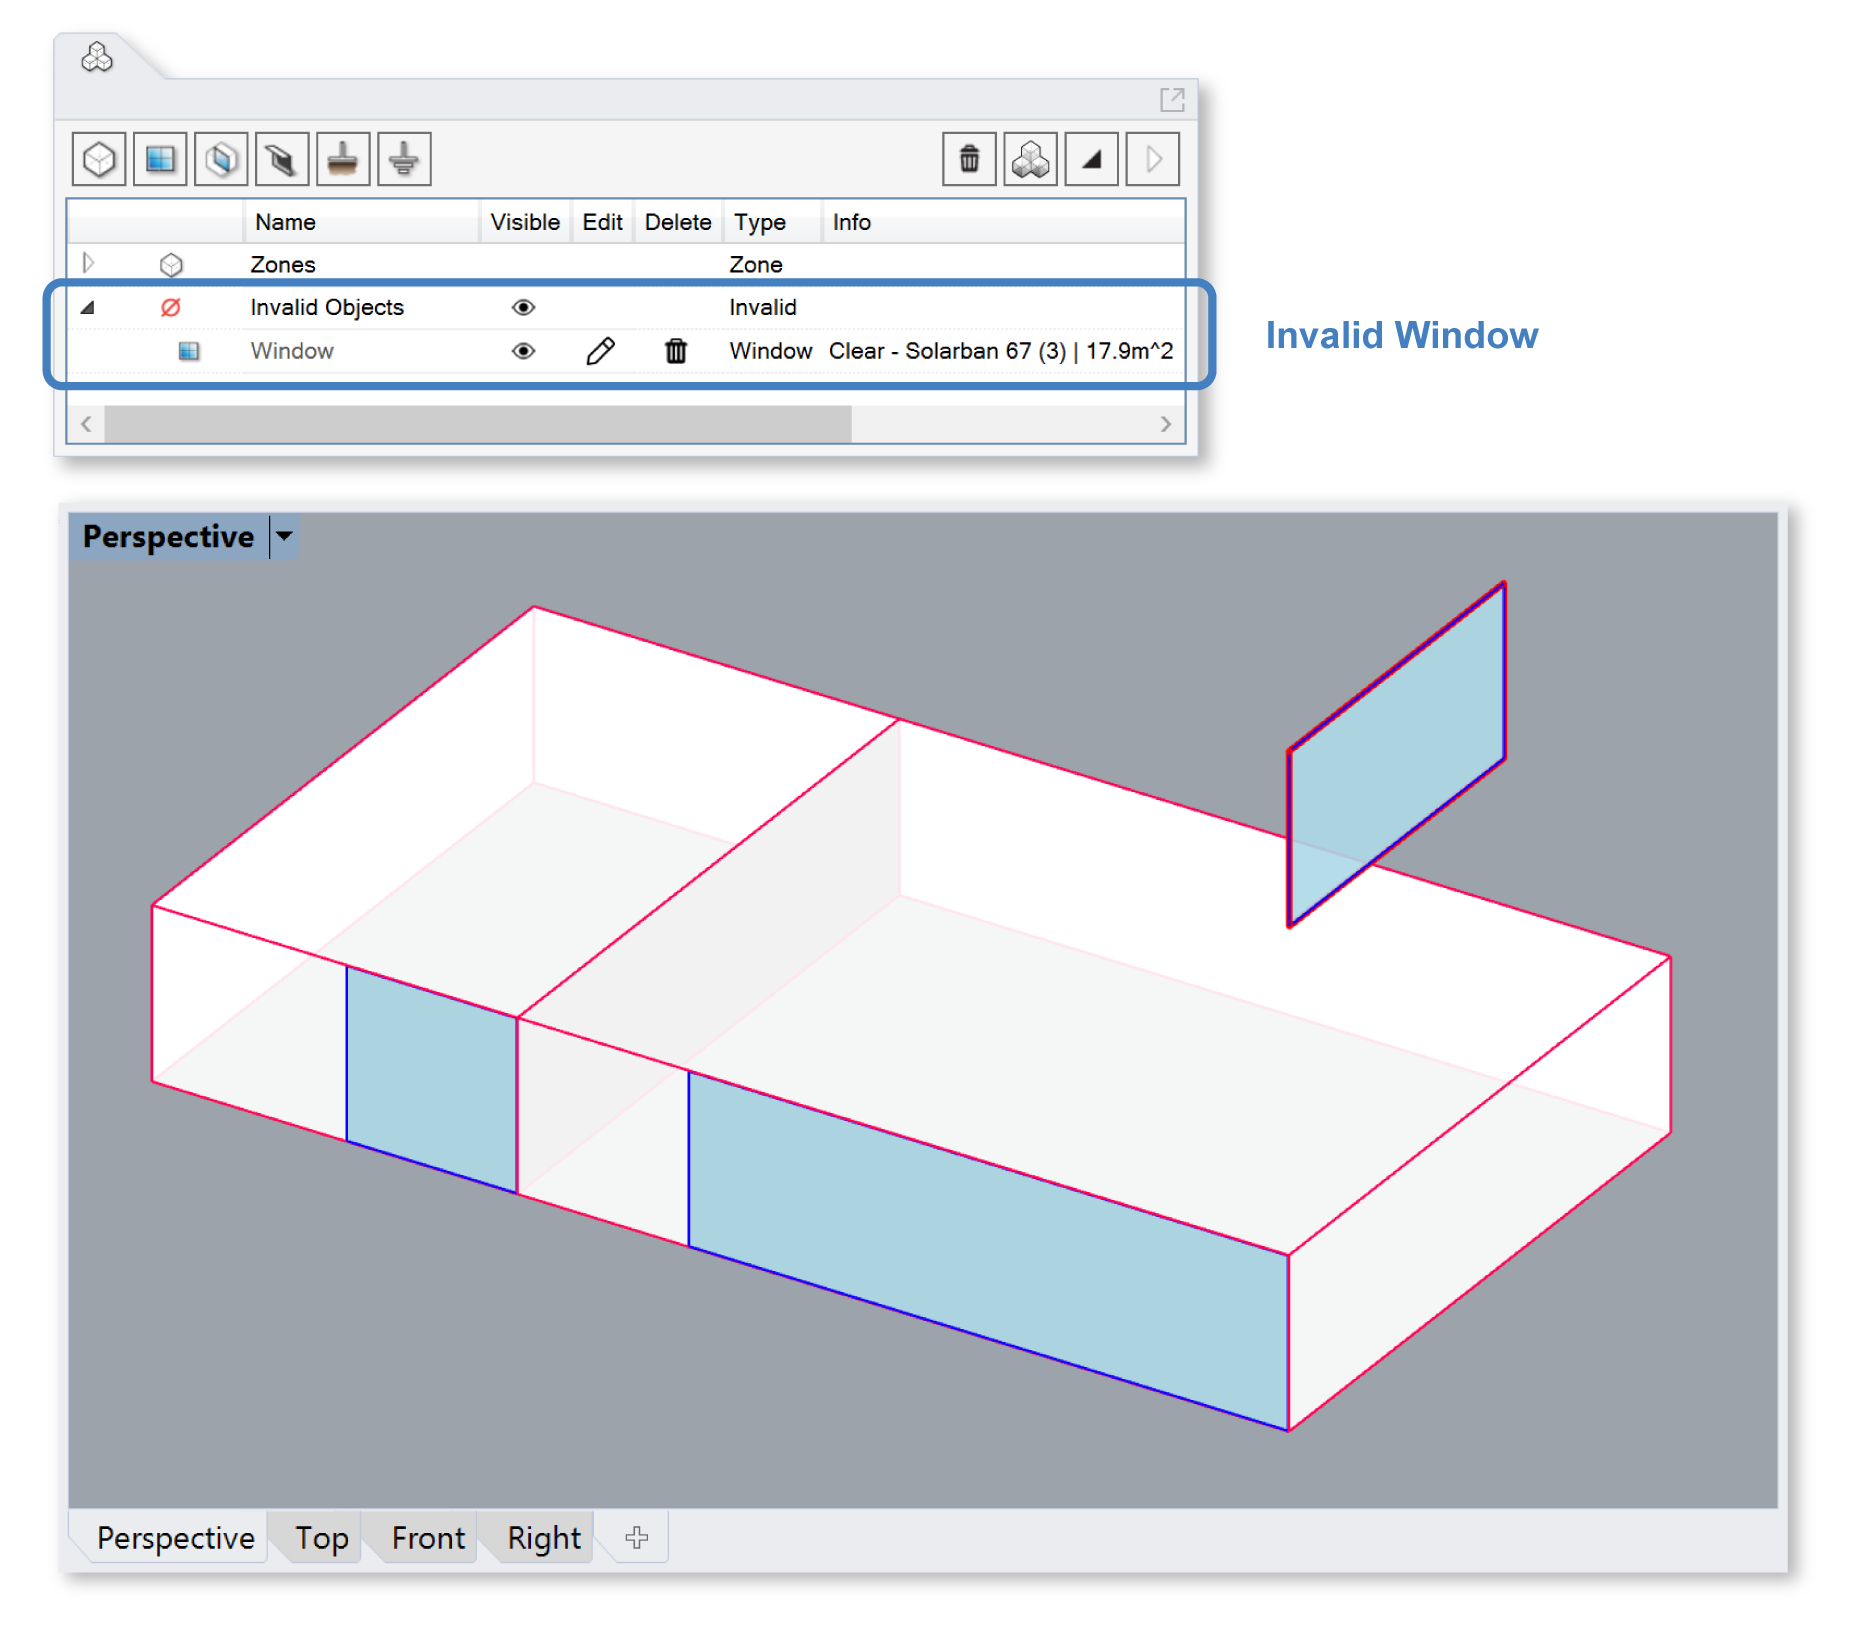 Name Visible Edit Delete Type Info
Zones Zone
Invalid Objects Invalid
Window Window Clear - Solarban 67 (3) | 17.9m^2
Invalid Window
Perspective
Perspective Top Front Right